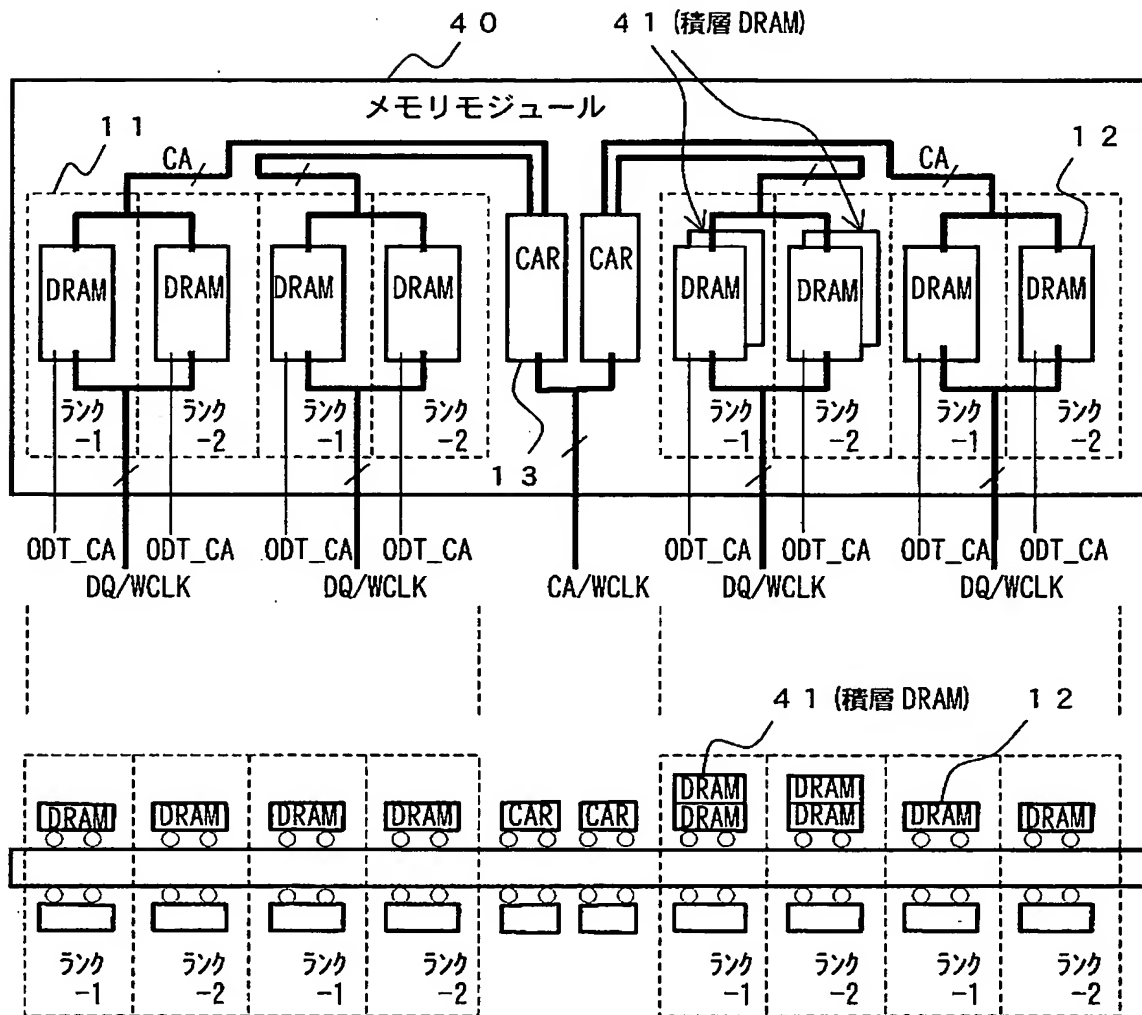 40
41 (積層 DRAM)
メモリモジュール
11
CA
CA
12
DRAM
DRAM
DRAM
DRAM
CAR
CAR
DRAM
DRAM
DRAM
DRAM
ランク
-1
ランク
-2
ランク
-1
ランク
-2
13
ランク
-1
ランク
-2
ランク
-1
ランク
-2
ODT_CA
ODT_CA
ODT_CA
ODT_CA
ODT_CA
ODT_CA
ODT_CA
ODT_CA
DQ/WCLK
DQ/WCLK
CA/WCLK
DQ/WCLK
DQ/WCLK
41 (積層 DRAM)
12
DRAM
DRAM
DRAM
DRAM
CAR
CAR
DRAM
DRAM
DRAM
DRAM
DRAM
DRAM
ランク
-1
ランク
-2
ランク
-1
ランク
-2
ランク
-1
ランク
-2
ランク
-1
ランク
-2